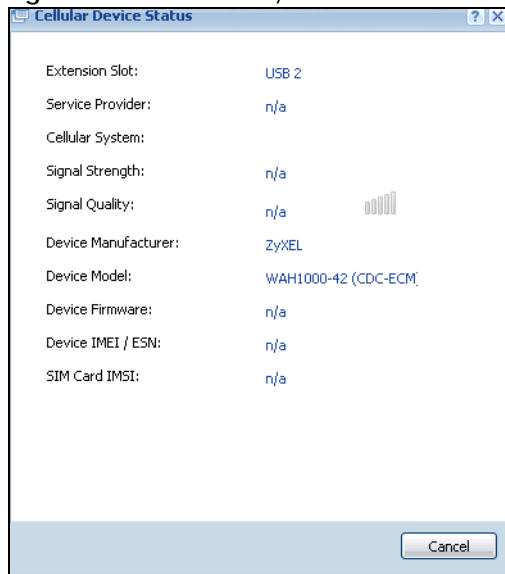 Cellular Device Status
Extension Slot: USB 2
Service Provider: n/a
Cellular System:
Signal Strength: n/a
Signal Quality: n/a
Device Manufacturer: ZyXEL
Device Model: WAH1000-42 (CDC-ECM)
Device Firmware: n/a
Device IMEI / ESN: n/a
SIM Card IMSI: n/a
Cancel